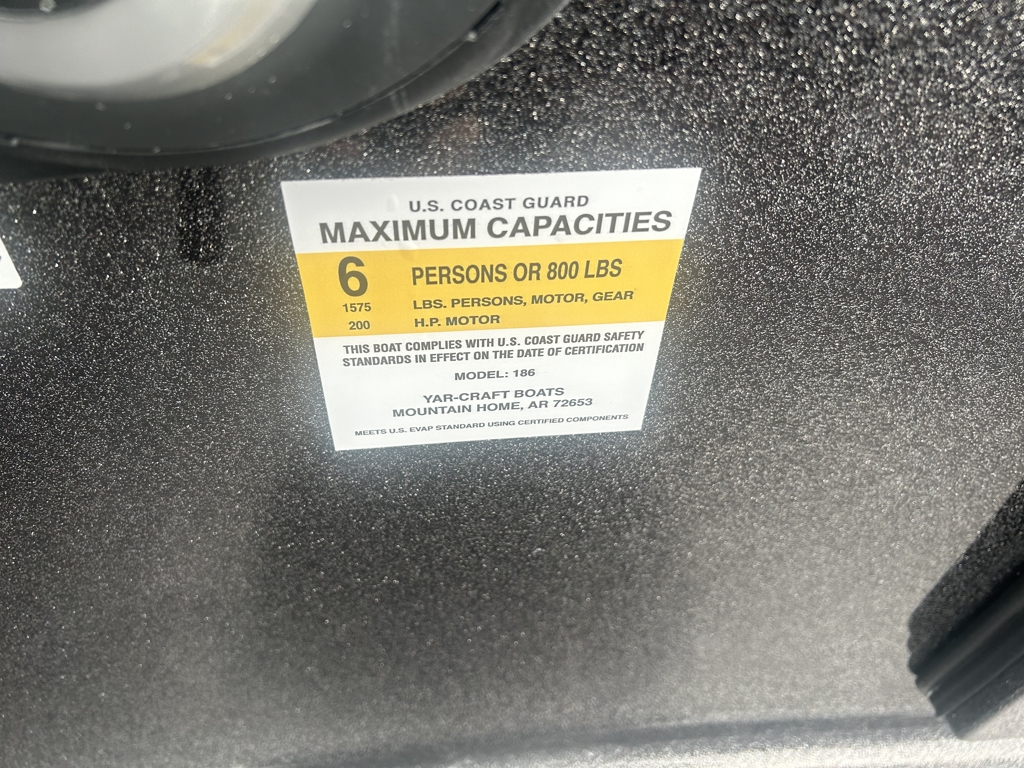 U.S. COAST GUARD
MAXIMUM CAPACITIES
6 PERSONS OR 800 LBS
1575 LBS. PERSONS, MOTOR, GEAR
200 H.P. MOTOR
THIS BOAT COMPLIES WITH U.S. COAST GUARD SAFETY
STANDARDS IN EFFECT ON THE DATE OF CERTIFICATION
MODEL: 186
YAR-CRAFT BOATS
MOUNTAIN HOME, AR 72653
MEETS U.S. EVAP STANDARD USING CERTIFIED COMPONENTS